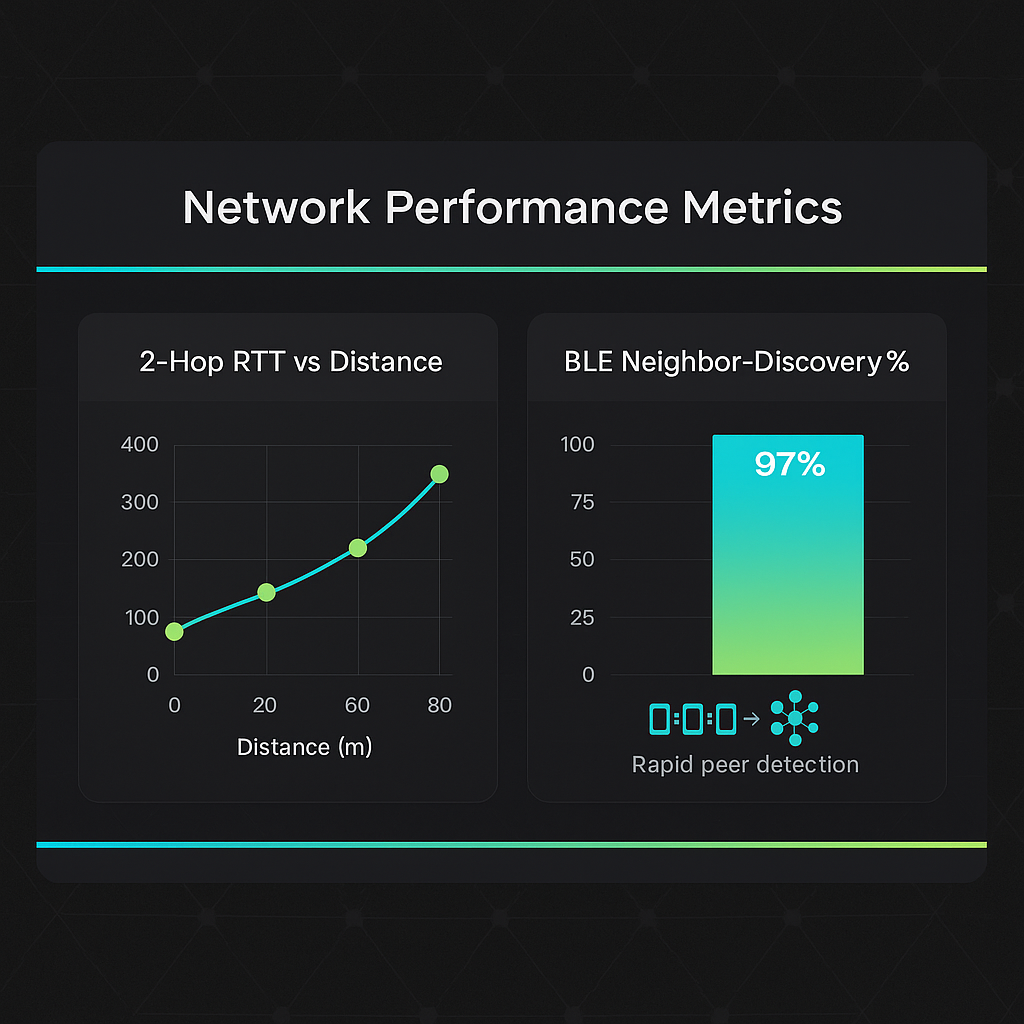 Network Performance Metrics
2-Hop RTT vs Distance
400
300
200
100
0
0 20 60 80
Distance (m)
BLE Neighbor-Discovery %
100
75
50
25
0
97%
Rapid peer detection